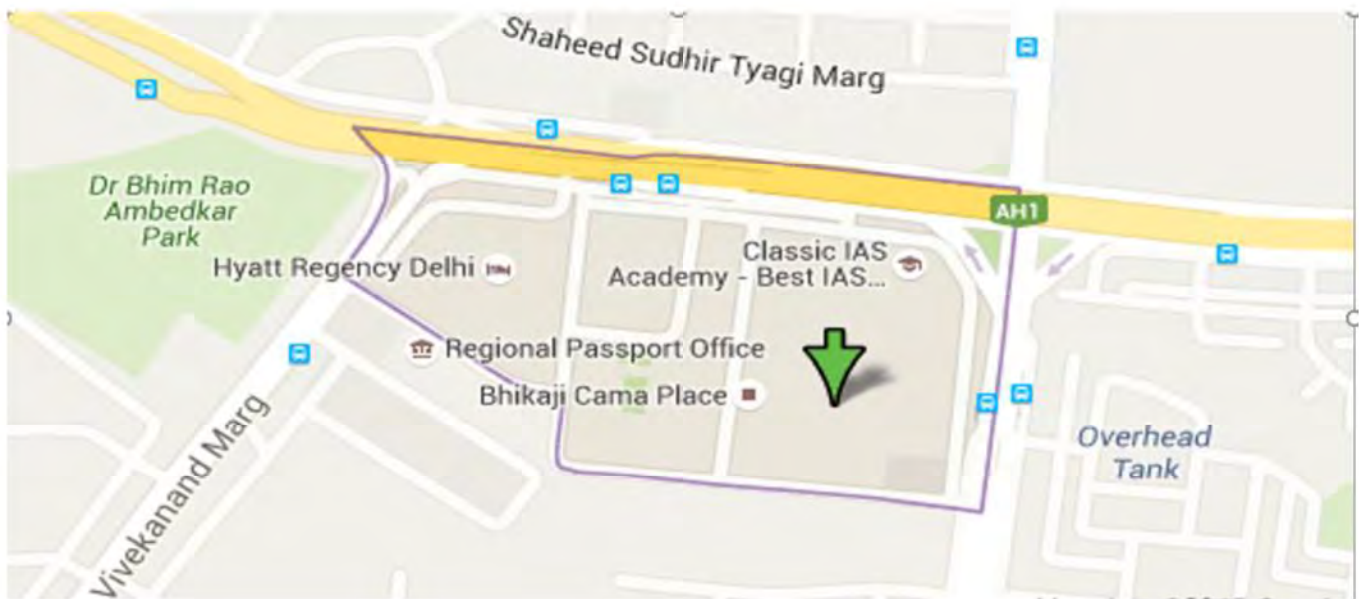 Shaheed Sudhir Tyagi Marg
Dr Bhim Rao
Ambedkar
Park
AH1
Hyatt Regency Delhi
Classic IAS
Academy - Best IAS...
Regional Passport Office
Bhikaji Cama Place
Overhead
Tank
Vivekanand Marg